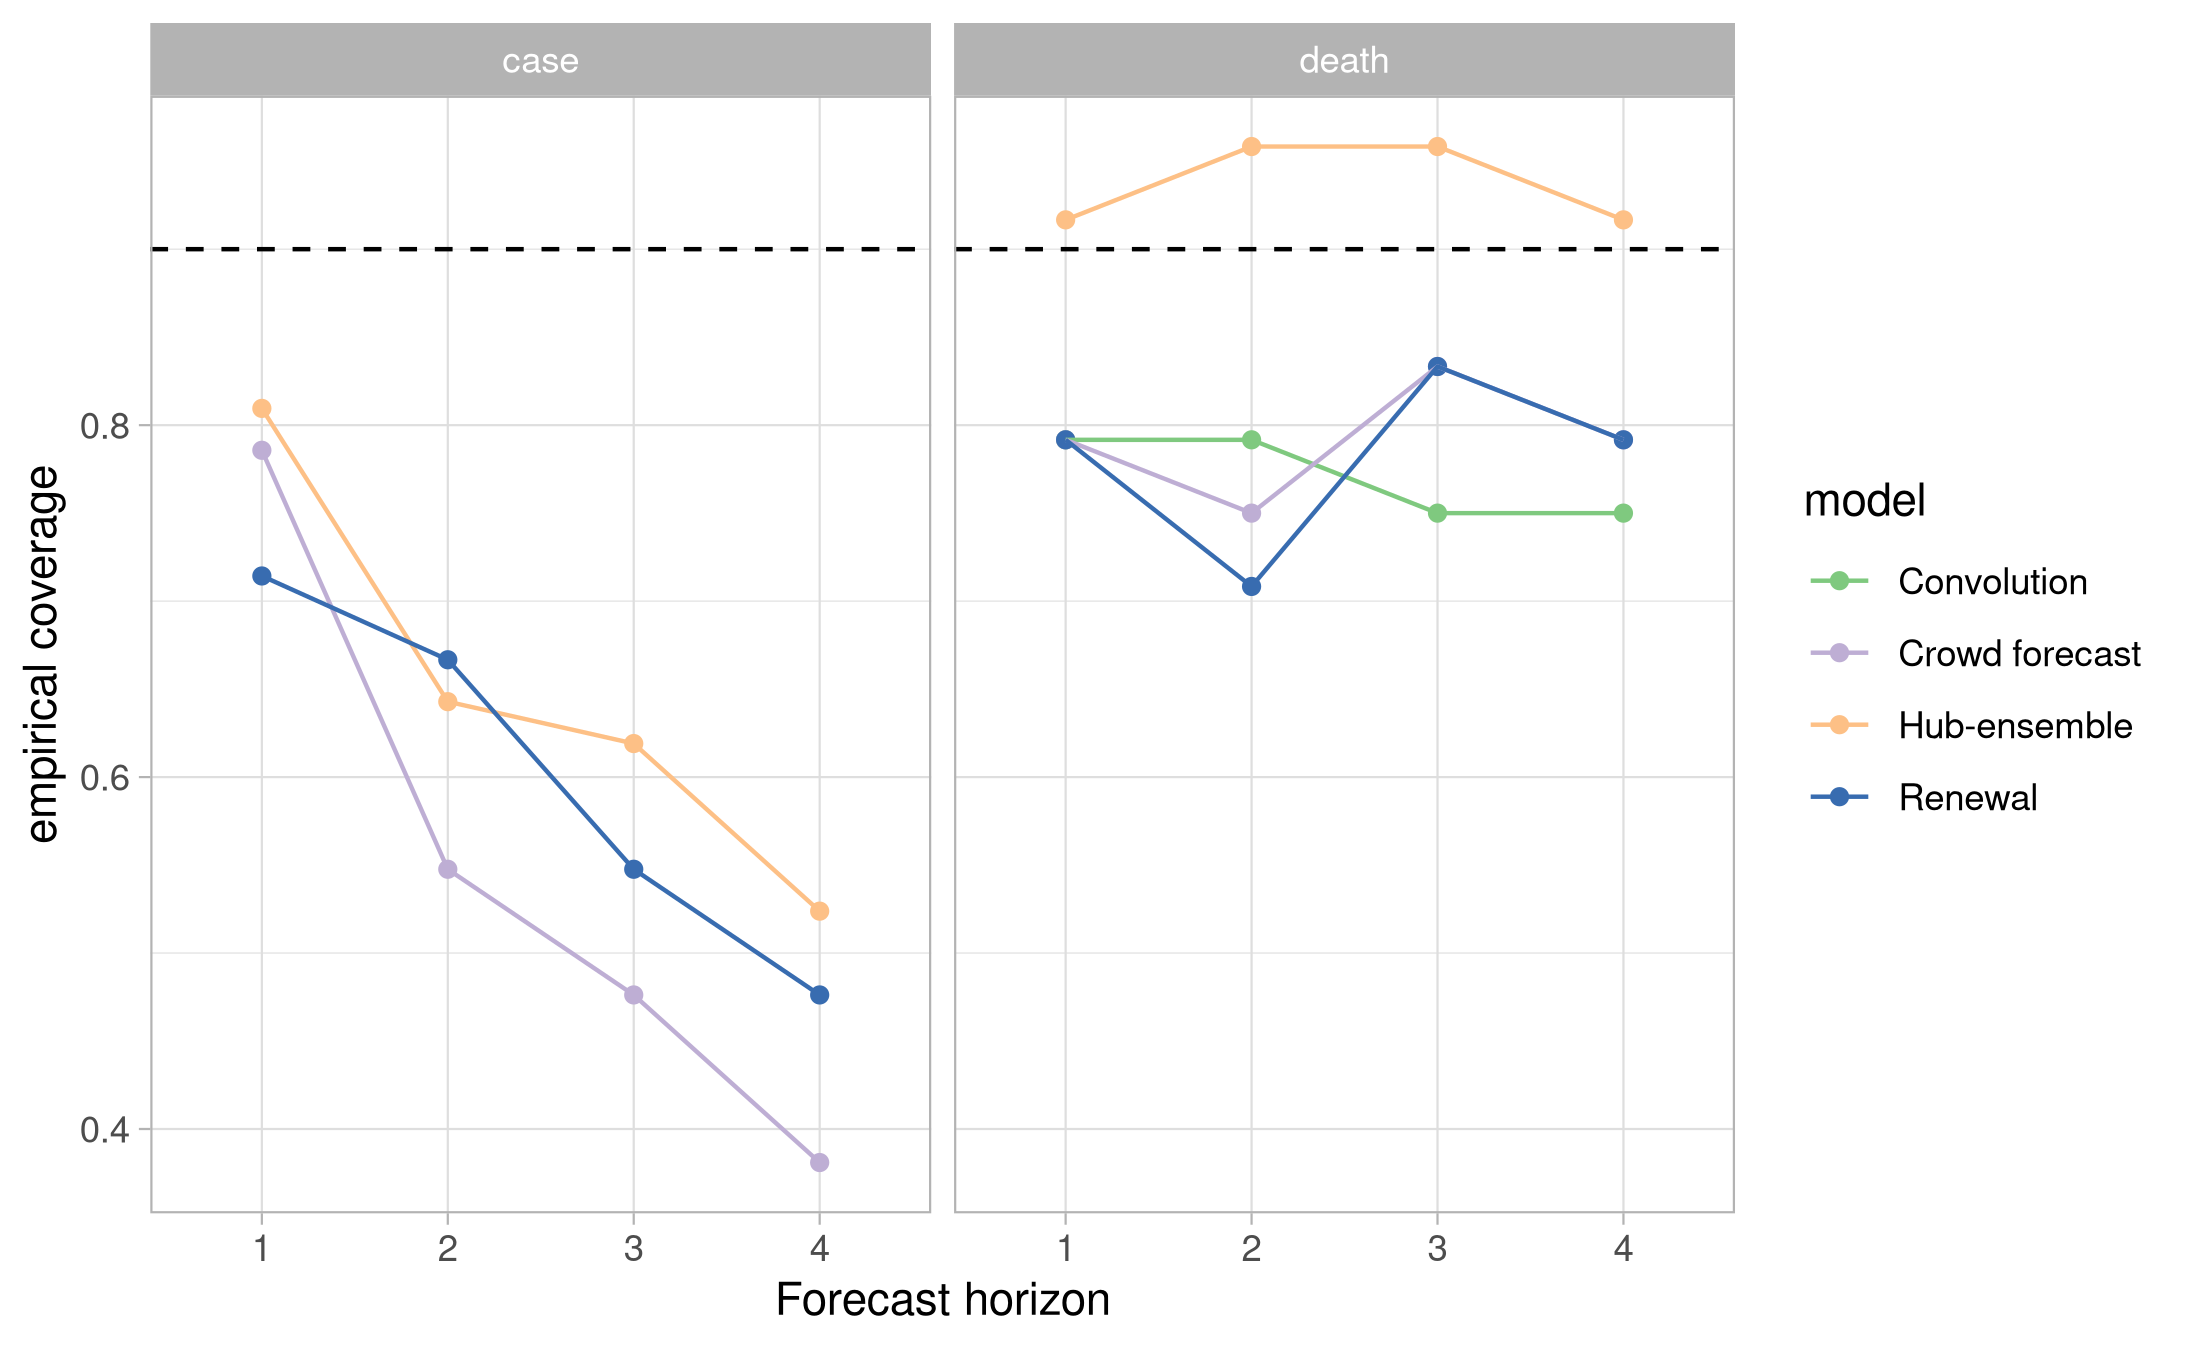 case
death
empirical coverage
0.8
0.6
0.4
1 2 3 4
1 2 3 4
Forecast horizon
model
Convolution
Crowd forecast
Hub-ensemble
Renewal